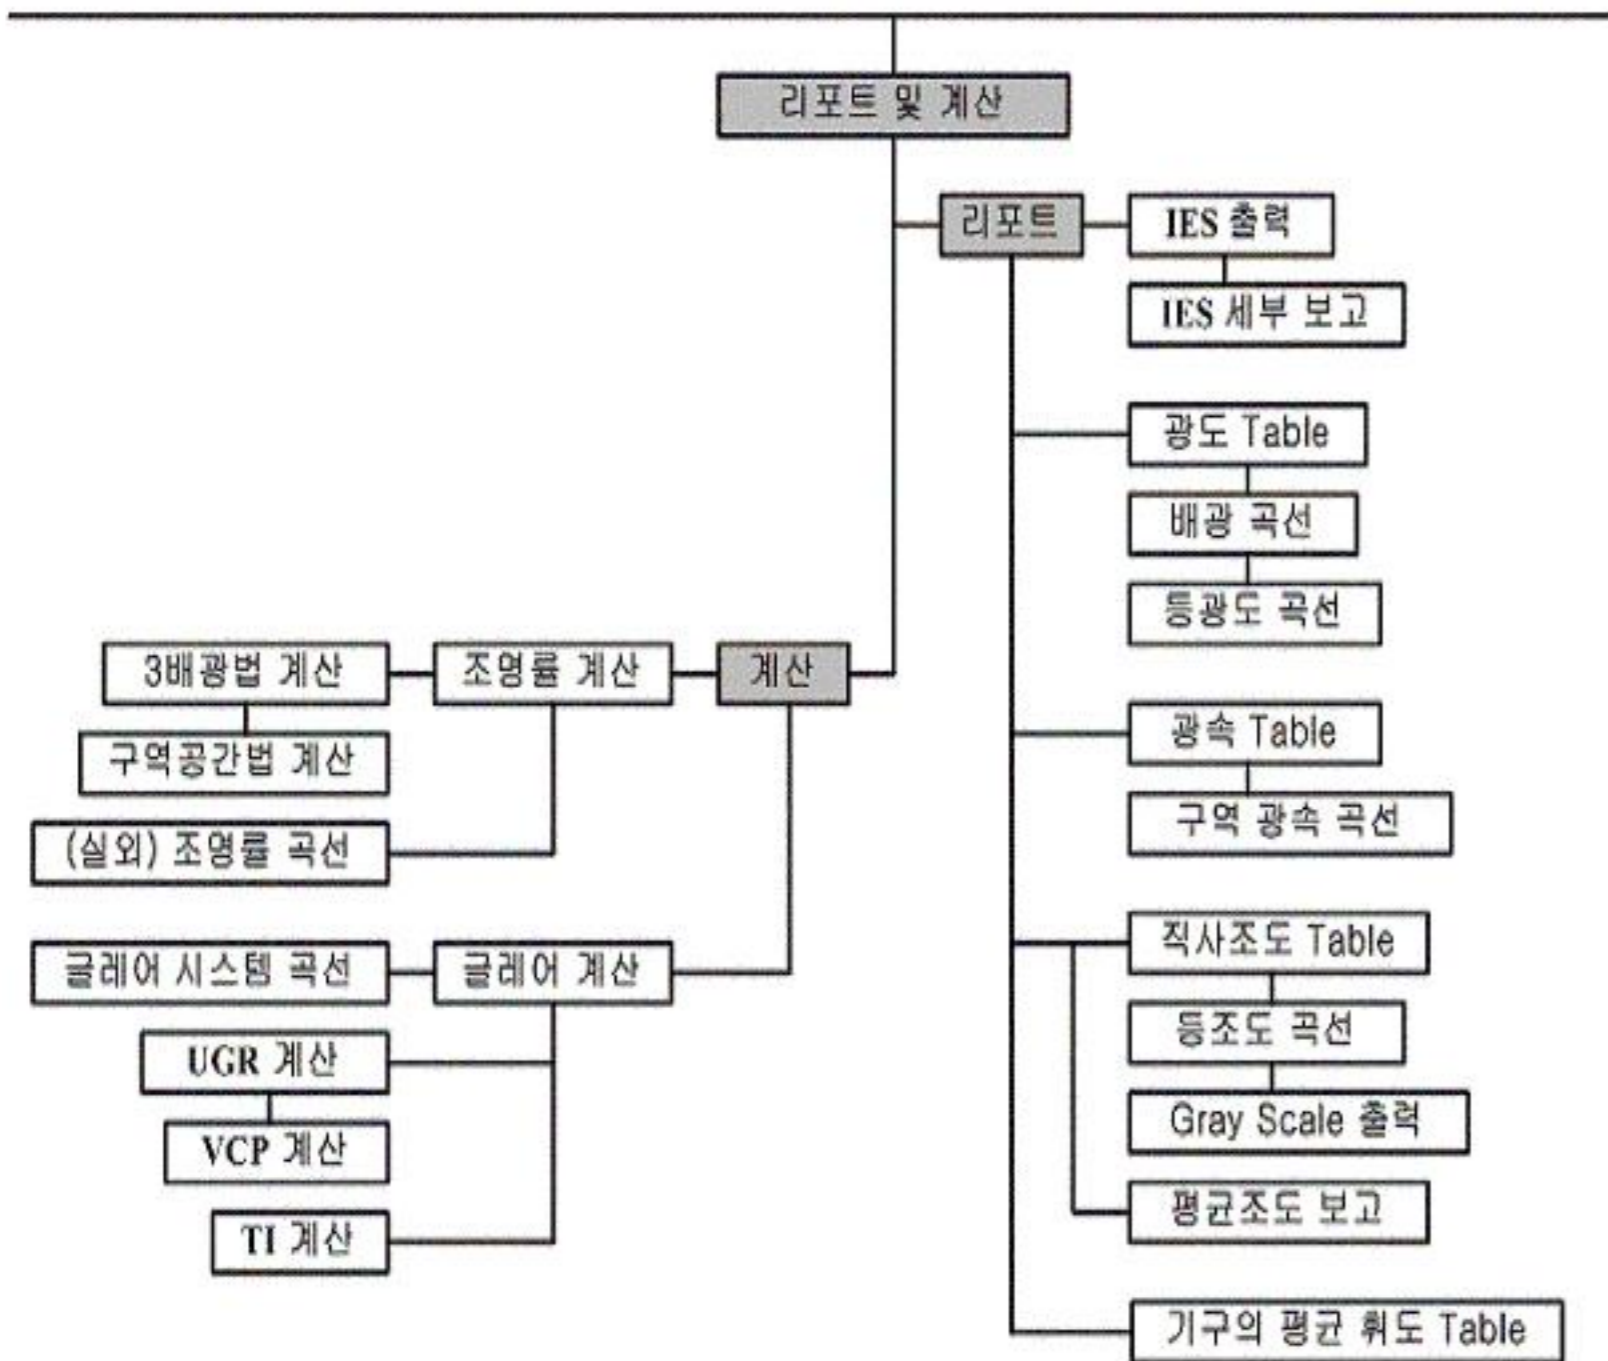 리포트 및 계산
리포트
IES 출력
IES 세부 보고
광도 Table
배광 곡선
등광도 곡선
3배광법 계산
조명률 계산
계산
구역공간법 계산
광속 Table
구역 광속 곡선
(실외) 조명률 곡선
직사조도 Table
글레어 시스템 곡선
글레어 계산
등조도 곡선
UGR 계산
Gray Scale 출력
VCP 계산
평균조도 보고
TI 계산
기구의 평균 휘도 Table